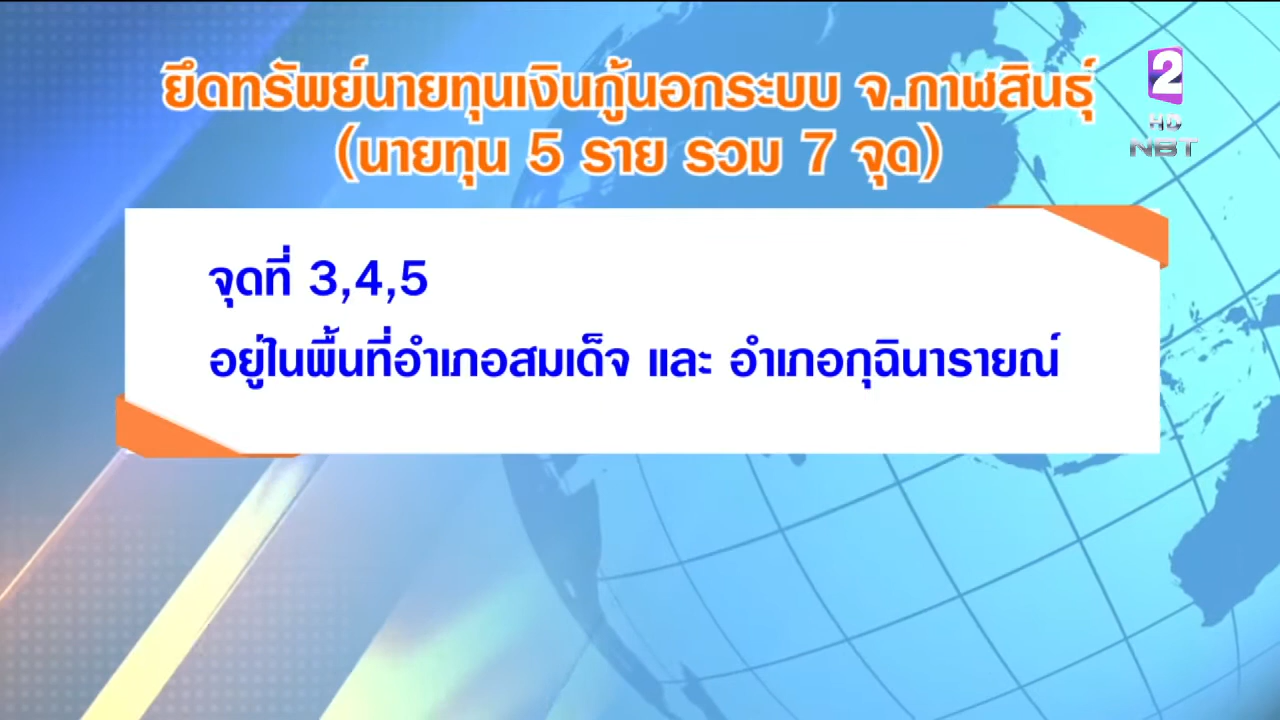 ยึดทรัพย์นายทุนเงินกู้นอกระบบ จ.กาฬสินธุ์
(นายทุน 5 ราย รวม 7 จุด)
2
HD
NBT
จุดที่ 3,4,5
อยู่ในพื้นที่อำเภอสมเด็จ และ อำเภอกุฉินารายณ์